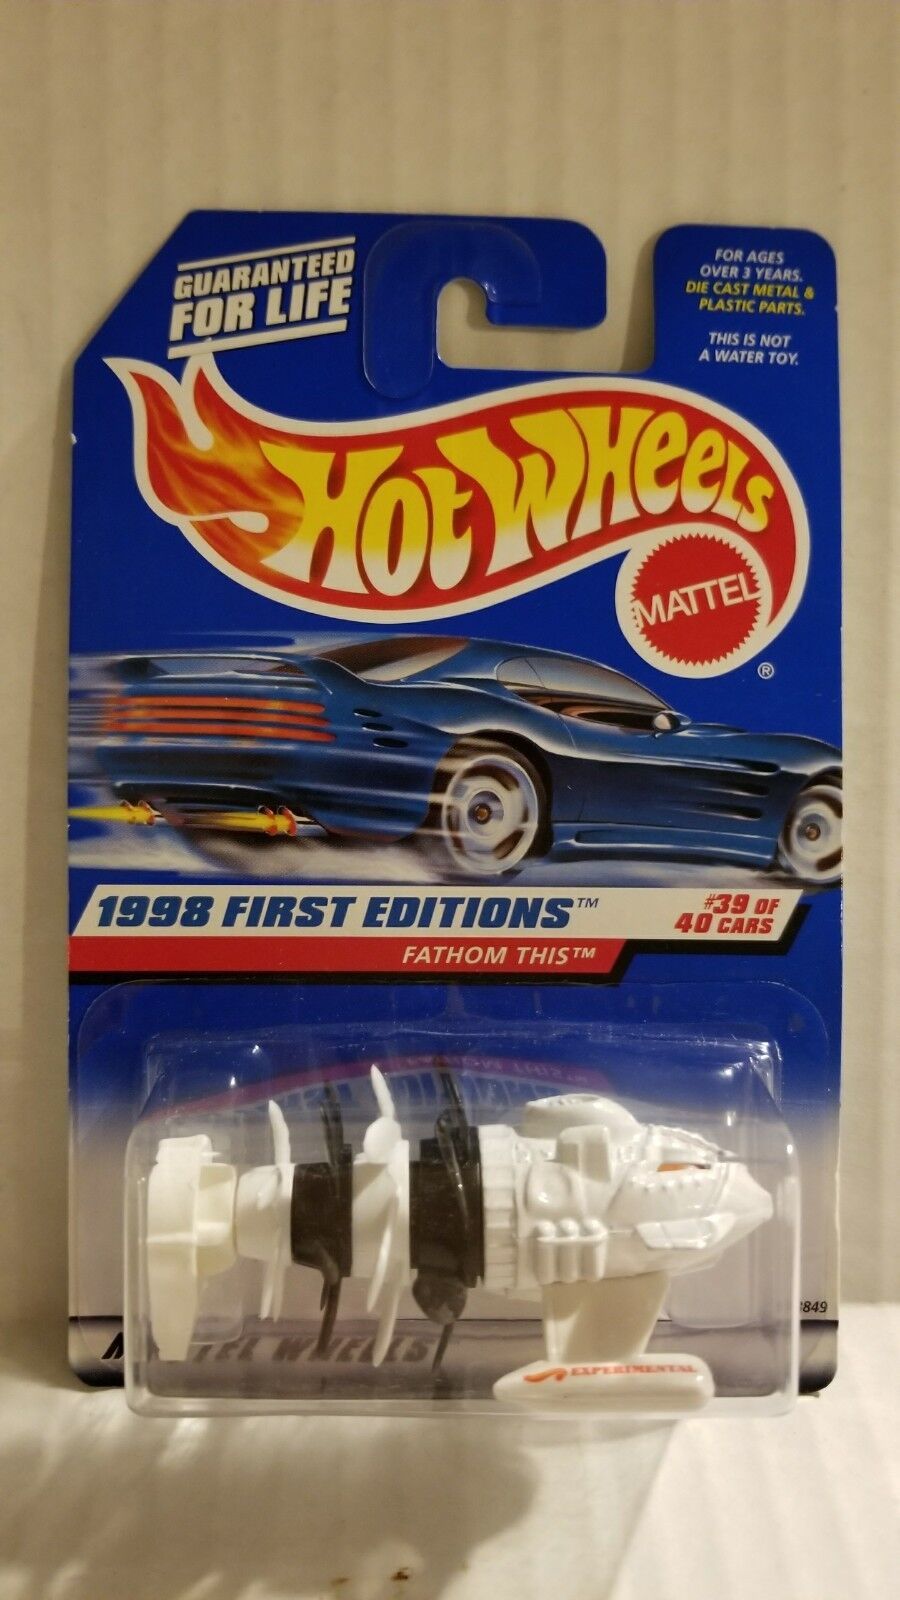 GUARANTEED
FOR LIFE
FOR AGES
OVER 3 YEARS.
DIE CAST METAL &
PLASTIC PARTS.
THIS IS NOT
A WATER TOY.
HOT WHEELS
MATTEL
®
1998 FIRST EDITIONS™
#39 OF
40 CARS
FATHOM THIS™
EXPERIMENTAL
WHEELS